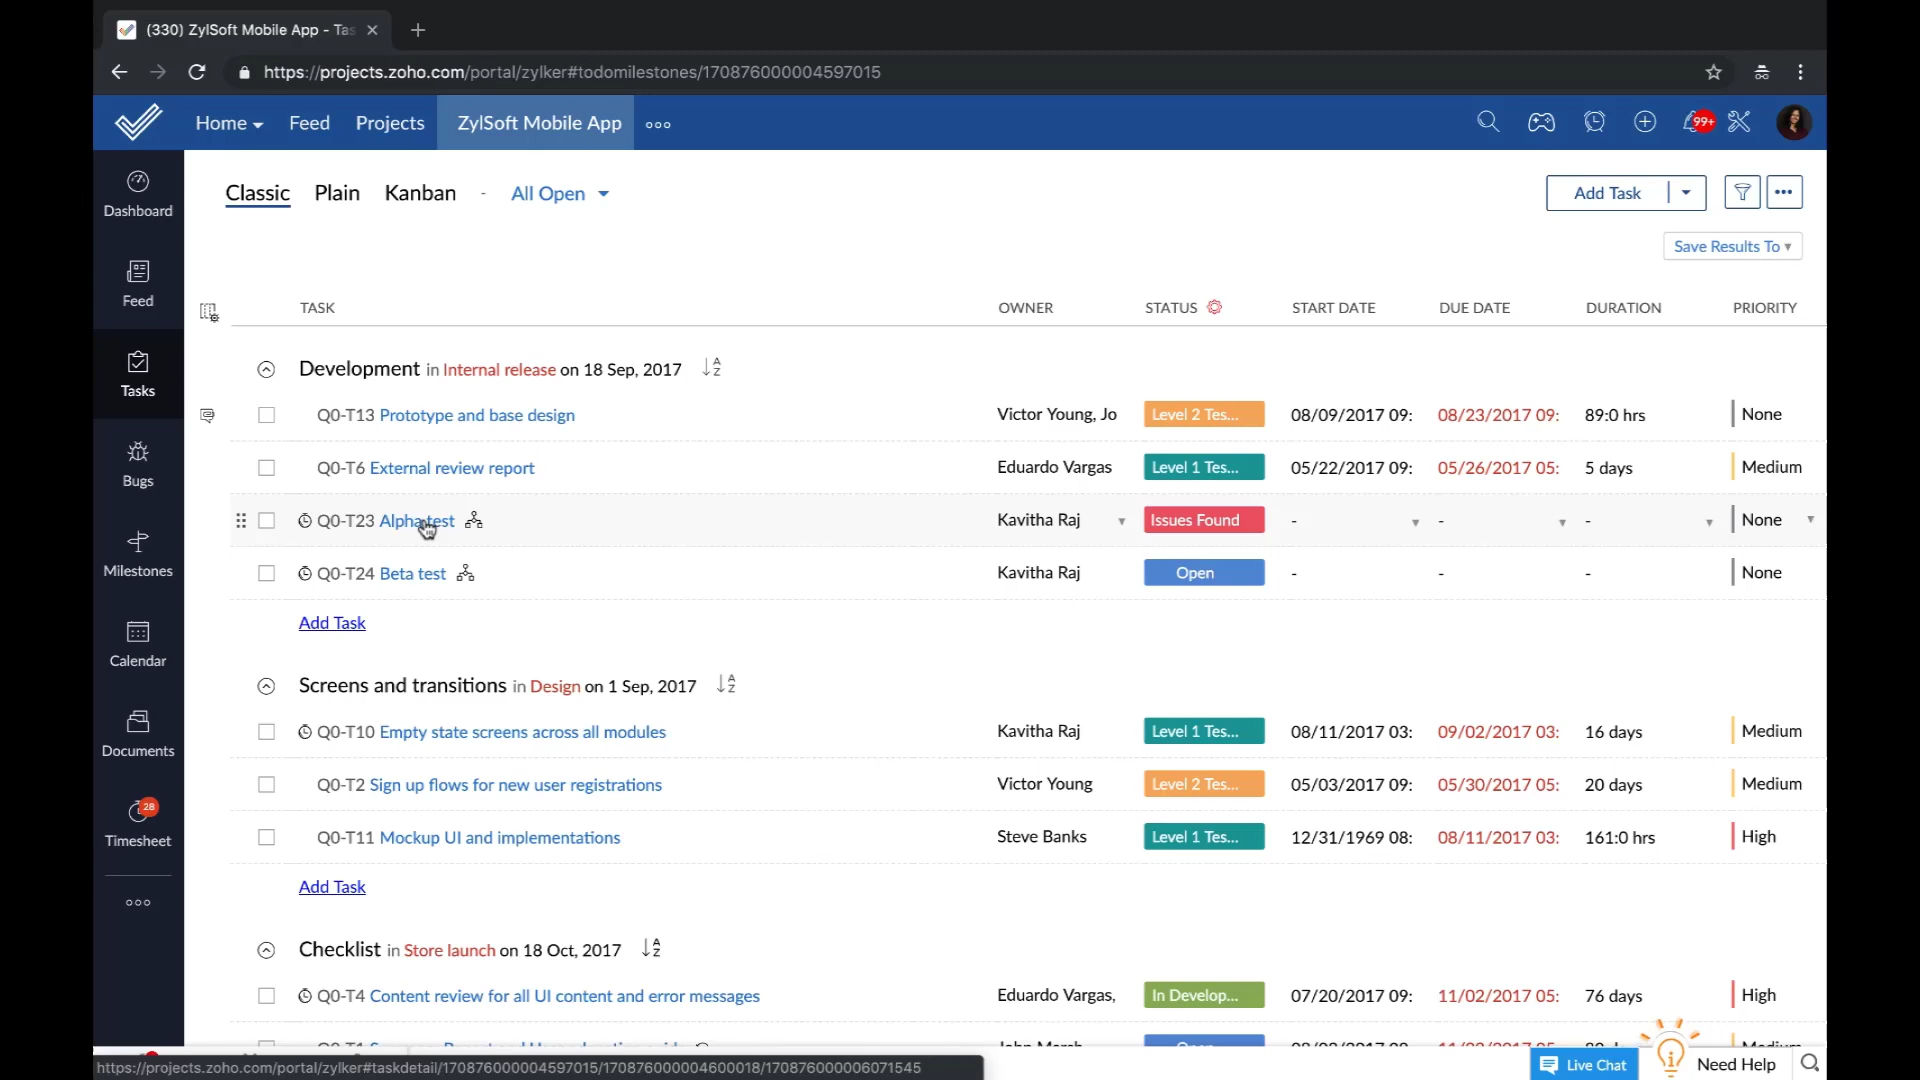 (330) ZylSoft Mobile App - Tas
https://projects.zoho.com/portal/zylker#todomilestones/170876000004597015
Home Feed Projects ZylSoft Mobile App
99+
Dashboard
Feed
Tasks
Bugs
Milestones
Calendar
Documents
28
Timesheet
Classic Plain Kanban - All Open
Add Task
Save Results To
TASK OWNER STATUS START DATE DUE DATE DURATION PRIORITY
Development in Internal release on 18 Sep, 2017
Q0-T13 Prototype and base design Victor Young, Jo Level 2 Tes... 08/09/2017 09: 08/23/2017 09: 89:0 hrs None
Q0-T6 External review report Eduardo Vargas Level 1 Tes... 05/22/2017 09: 05/26/2017 05: 5 days Medium
Q0-T23 Alpha test Kavitha Raj Issues Found - - - None
Q0-T24 Beta test Kavitha Raj Open - - - None
Add Task
Screens and transitions in Design on 1 Sep, 2017
Q0-T10 Empty state screens across all modules Kavitha Raj Level 1 Tes... 08/11/2017 03: 09/02/2017 03: 16 days Medium
Q0-T2 Sign up flows for new user registrations Victor Young Level 2 Tes... 05/03/2017 09: 05/30/2017 05: 20 days Medium
Q0-T11 Mockup UI and implementations Steve Banks Level 1 Tes... 12/31/1969 08: 08/11/2017 03: 161:0 hrs High
Add Task
Checklist in Store launch on 18 Oct, 2017
Q0-T4 Content review for all UI content and error messages Eduardo Vargas, In Develop... 07/20/2017 09: 11/02/2017 05: 76 days High
https://projects.zoho.com/portal/zylker#taskdetail/170876000004597015/170876000004600018/170876000006071545
Live Chat
Need Help